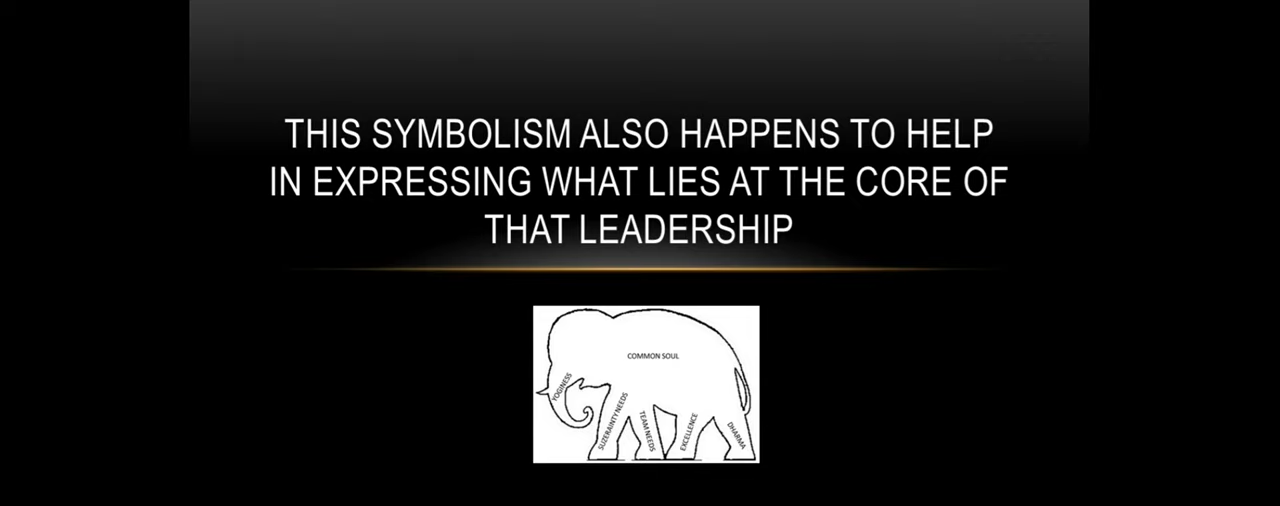 THIS SYMBOLISM ALSO HAPPENS TO HELP
IN EXPRESSING WHAT LIES AT THE CORE OF
THAT LEADERSHIP
COMMON SOUL
YOGINESS
SUZERAINTY NEEDS
TEAM NEEDS
EXCELLENCE
DHARMA